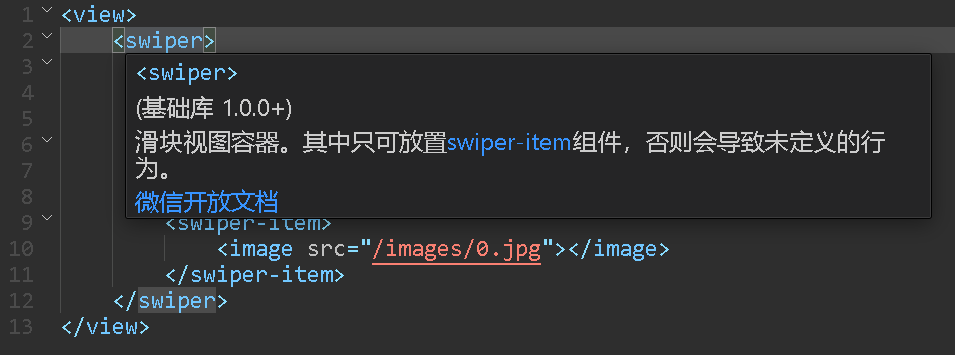 1 <view>
2 <swiper>
3
<swiper>
4
(基础库 1.0.0+)
5
6
滑块视图容器。其中只可放置swiper-item组件，否则会导致未定义的行
7
为。
8
微信开放文档
9 <swiper-item>
10 <image src="/images/0.jpg"></image>
11 </swiper-item>
12 </swiper>
13 </view>